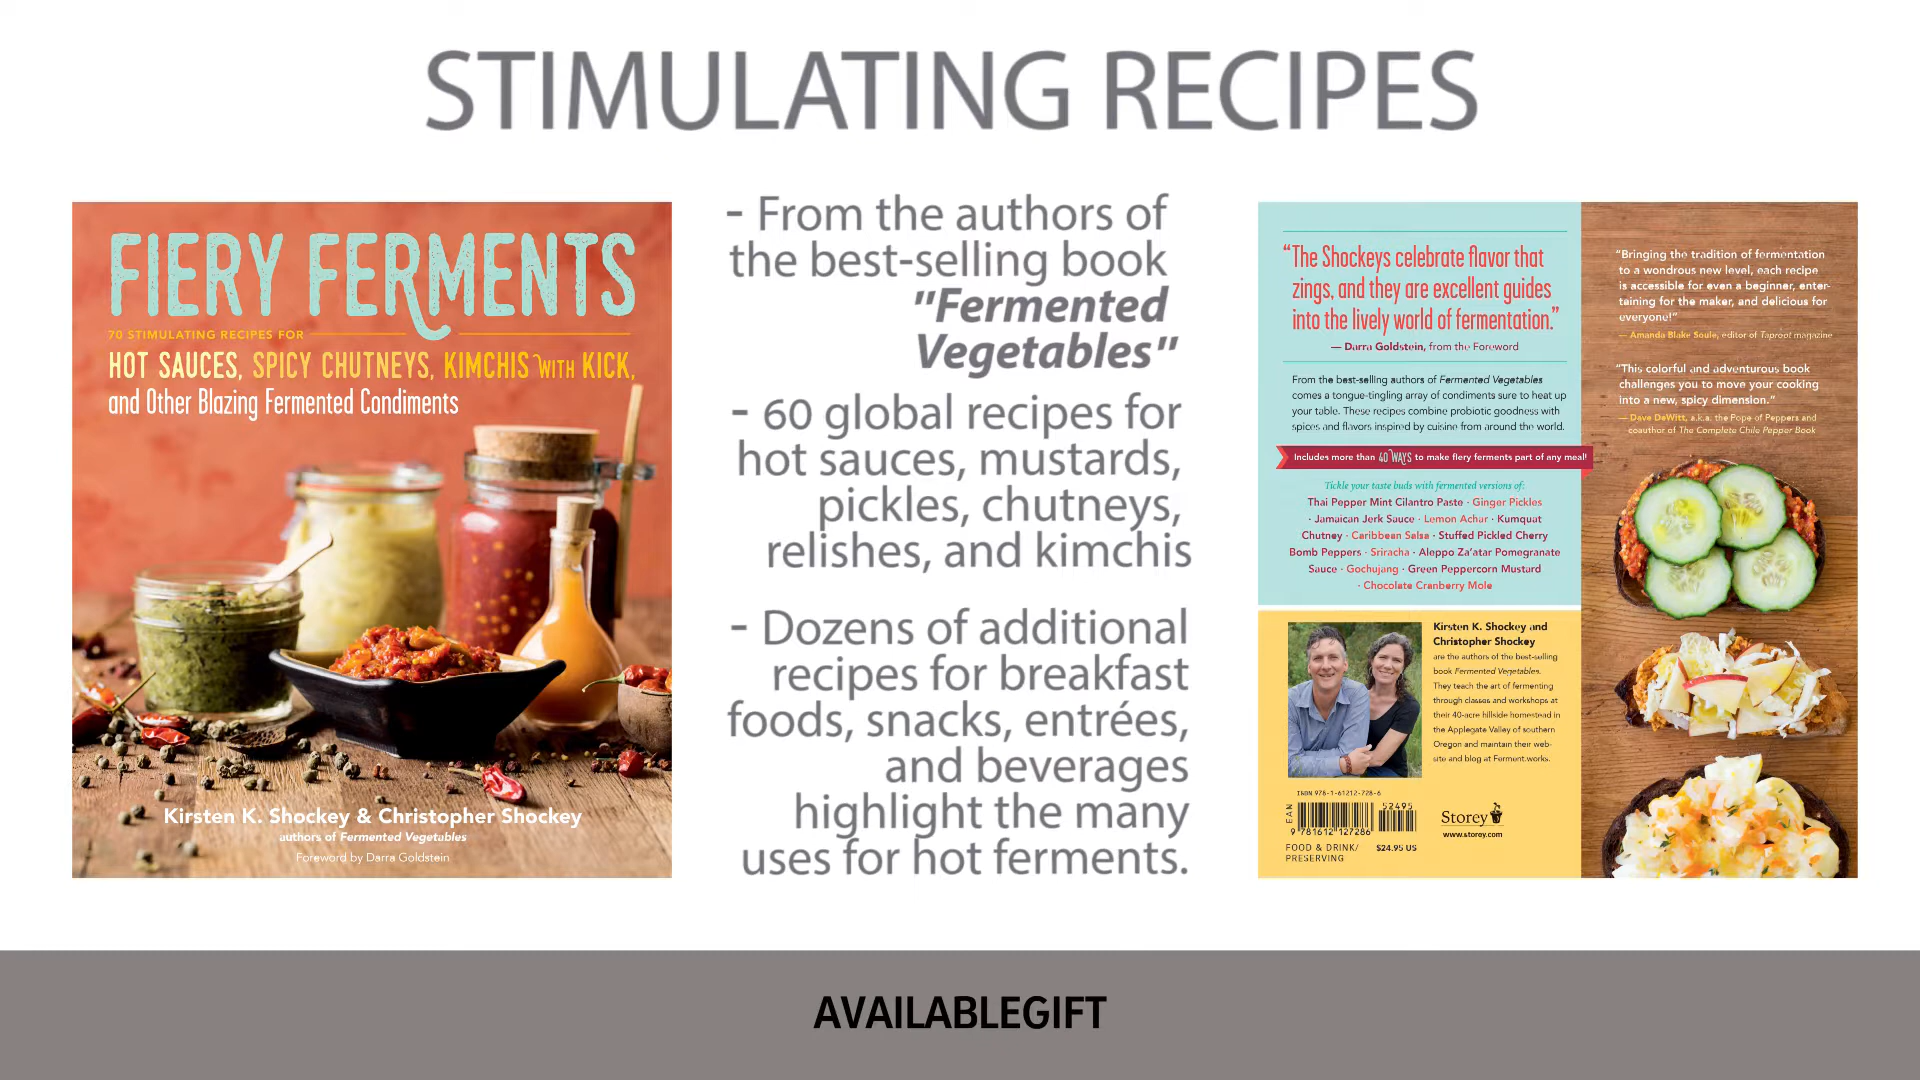 STIMULATING RECIPES
FIERY FERMENTS
70 STIMULATING RECIPES FOR
HOT SAUCES, SPICY CHUTNEYS, KIMCHIS WITH KICK,
and Other Blazing Fermented Condiments
Kirsten K. Shockey & Christopher Shockey
authors of Fermented Vegetables
Foreword by Darra Goldstein
- From the authors of
the best-selling book
"Fermented
Vegetables"
- 60 global recipes for
hot sauces, mustards,
pickles, chutneys,
relishes, and kimchis
- Dozens of additional
recipes for breakfast
foods, snacks, entrées,
and beverages
highlight the many
uses for hot ferments.
“The Shockeys celebrate flavor that
zings, and they are excellent guides
into the lively world of fermentation.”
— Darra Goldstein, from the Foreword
From the best-selling authors of Fermented Vegetables
comes a tongue-tingling array of condiments sure to heat up
your table. These recipes combine probiotic goodness with
spices and flavors inspired by cuisine from around the world.
Includes more than 40 WAYS to make fiery ferments part of any meal!
Tickle your taste buds with fermented versions of:
Thai Pepper Mint Cilantro Paste · Ginger Pickles
· Jamaican Jerk Sauce · Lemon Achar · Kumquat
Chutney · Caribbean Salsa · Stuffed Pickled Cherry
Bomb Peppers · Sriracha · Aleppo Za’atar Pomegranate
Sauce · Gochujang · Green Peppercorn Mustard
· Chocolate Cranberry Mole
Kirsten K. Shockey and
Christopher Shockey
are the authors of the best-selling
book Fermented Vegetables.
They teach the art of fermenting
through classes and workshops at
their 40-acre hillside homestead in
the Applegate Valley of southern
Oregon and maintain their web-
site and blog at Ferment.works.
ISBN 978-1-61212-728-6
52495
EAN
9 781612 127286
FOOD & DRINK/
PRESERVING
$24.95 US
Storey
www.storey.com
“Bringing the tradition of fermentation
to a wondrous new level, each recipe
is accessible for even a beginner, enter-
taining for the maker, and delicious for
everyone!”
— Amanda Blake Soule, editor of Taproot magazine
“This colorful and adventurous book
challenges you to move your cooking
into a new, spicy dimension.”
— Dave DeWitt, a.k.a. the Pope of Peppers and
coauthor of The Complete Chile Pepper Book
AVAILABLEGIFT